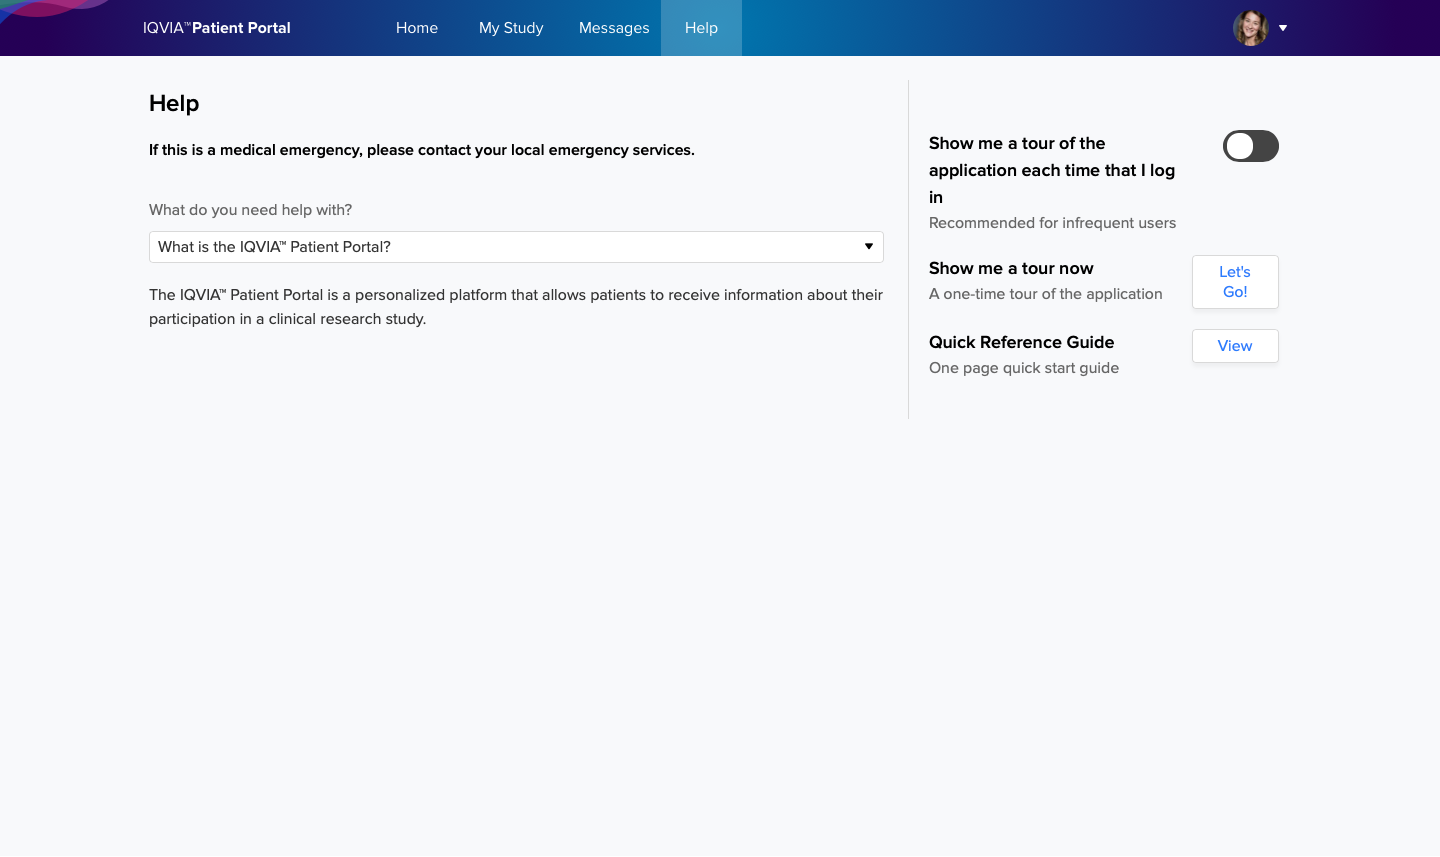 IQVIA™Patient Portal
Home
My Study
Messages
Help
Help
If this is a medical emergency, please contact your local emergency services.
What do you need help with?
What is the IQVIA™ Patient Portal?
The IQVIA™ Patient Portal is a personalized platform that allows patients to receive information about their
participation in a clinical research study.
Show me a tour of the
application each time that I log
in
Recommended for infrequent users
Show me a tour now
A one-time tour of the application
Let's
Go!
Quick Reference Guide
One page quick start guide
View